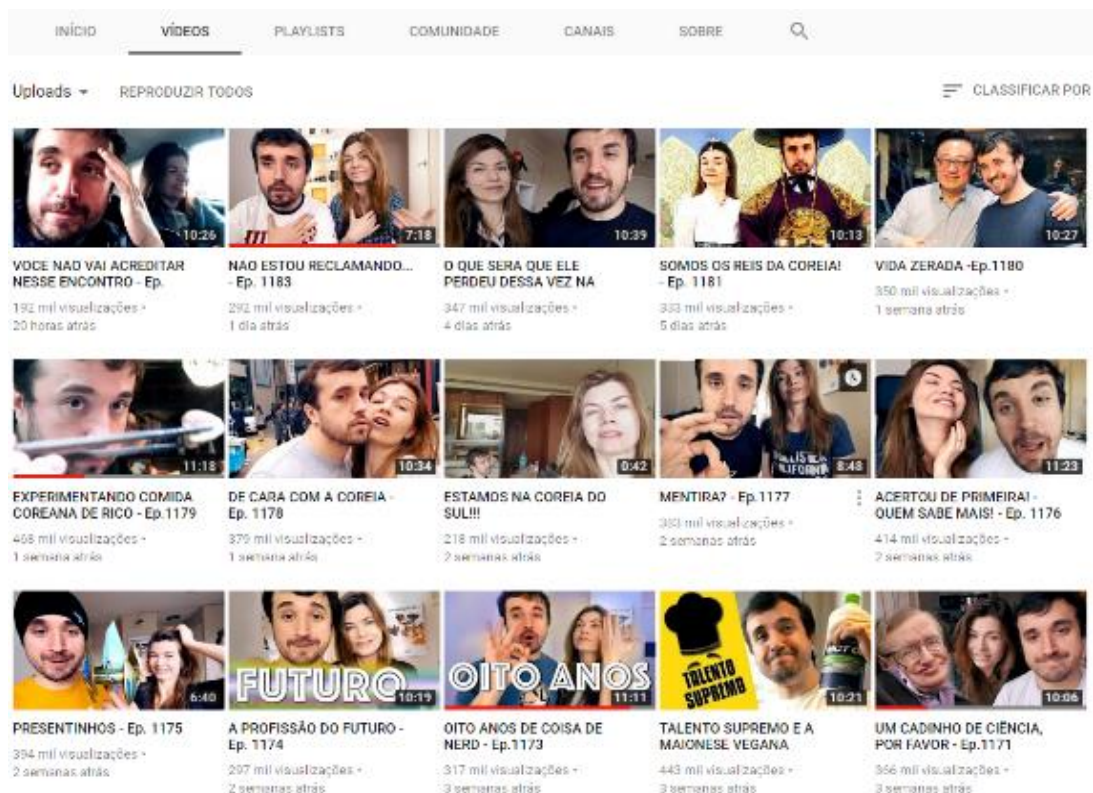 INÍCIO VÍDEOS PLAYLISTS COMUNIDADE CANAIS SOBRE
Uploads REPRODUZIR TODOS CLASSIFICAR POR
10:26 7:18 10:39 10:13 10:27
VOCE NAO VAI ACREDITAR
NESSE ENCONTRO - Ep.
192 mil visualizações •
20 horas atrás
NAO ESTOU RECLAMANDO...
- Ep. 1183
292 mil visualizações •
1 dia atrás
O QUE SERA QUE ELE
PERDEU DESSA VEZ NA
347 mil visualizações •
4 dias atrás
SOMOS OS REIS DA COREIA!
- Ep. 1181
333 mil visualizações •
5 dias atrás
VIDA ZERADA -Ep.1180
350 mil visualizações •
1 semana atrás
11:18 10:34 0:42 8:48 11:23
EXPERIMENTANDO COMIDA
COREANA DE RICO - Ep.1179
468 mil visualizações •
1 semana atrás
DE CARA COM A COREIA -
Ep. 1178
379 mil visualizações •
1 semana atrás
ESTAMOS NA COREIA DO
SUL!!!
218 mil visualizações •
2 semanas atrás
MENTIRA? - Ep.1177
mil visualizações •
2 semanas atrás
ACERTOU DE PRIMEIRA! -
QUEM SABE MAIS! - Ep. 1176
414 mil visualizações •
2 semanas atrás
6:40
FUTURO 10:19
OITO ANOS 11:11
TALENTO
SUPREMO
10:21
10:06
PRESENTINHOS - Ep. 1175
394 mil visualizações •
2 semanas atrás
A PROFISSÃO DO FUTURO -
Ep. 1174
297 mil visualizações •
2 semanas atrás
OITO ANOS DE COISA DE
NERD - Ep.1173
317 mil visualizações •
3 semanas atrás
TALENTO SUPREMO E A
MAIONESE VEGANA
443 mil visualizações •
3 semanas atrás
UM CADINHO DE CIÊNCIA,
POR FAVOR - Ep.1171
366 mil visualizações •
3 semanas atrás